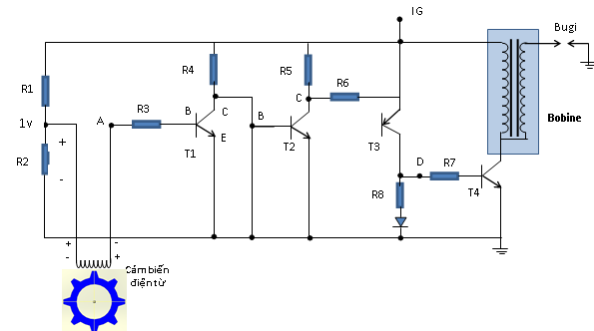 IG
Bugi
R1
R4
R5
R6
Bobine
1v
A
R3
B
C
E
T1
B
C
T2
T3
D
R7
R8
T4
R2
+
-
+
-
-
+
Cảm biến
điện từ